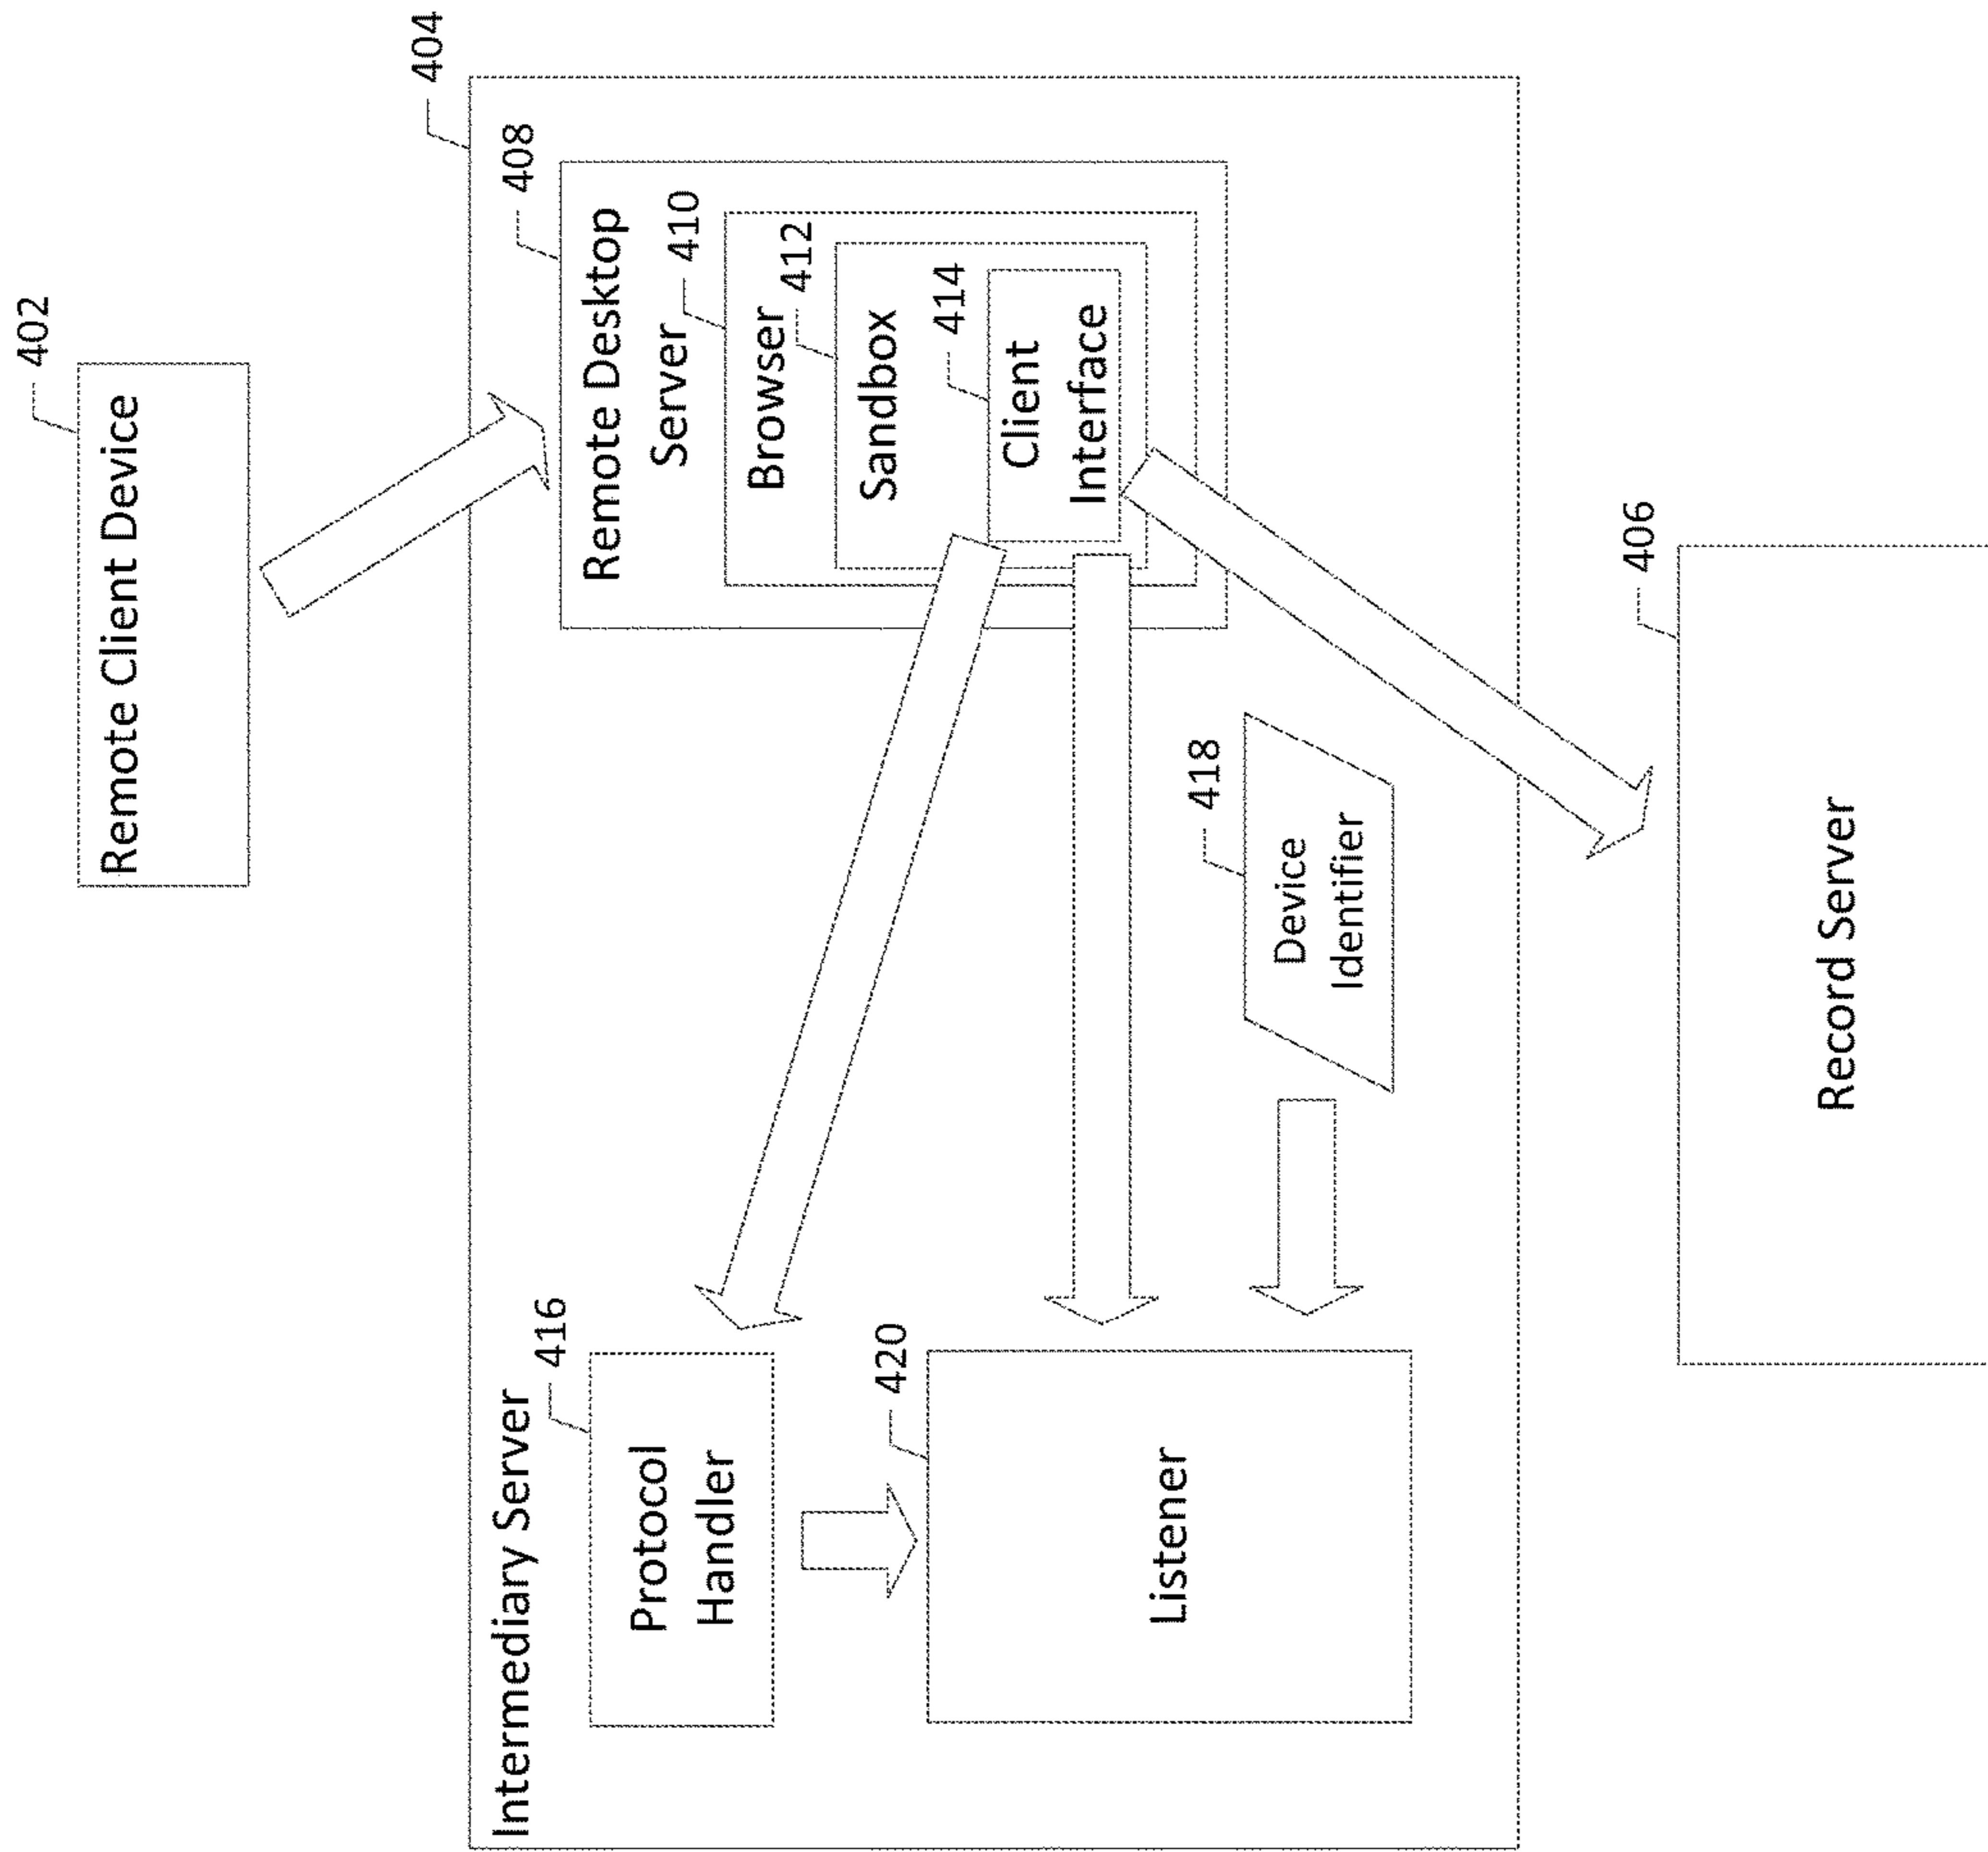 402
Remote Client Device
404
Intermediary Server
408
Remote Desktop
Server
410
Browser
412
Sandbox
414
Client
Interface
416
Protocol
Handler
420
Listener
418
Device
Identifier
406
Record Server